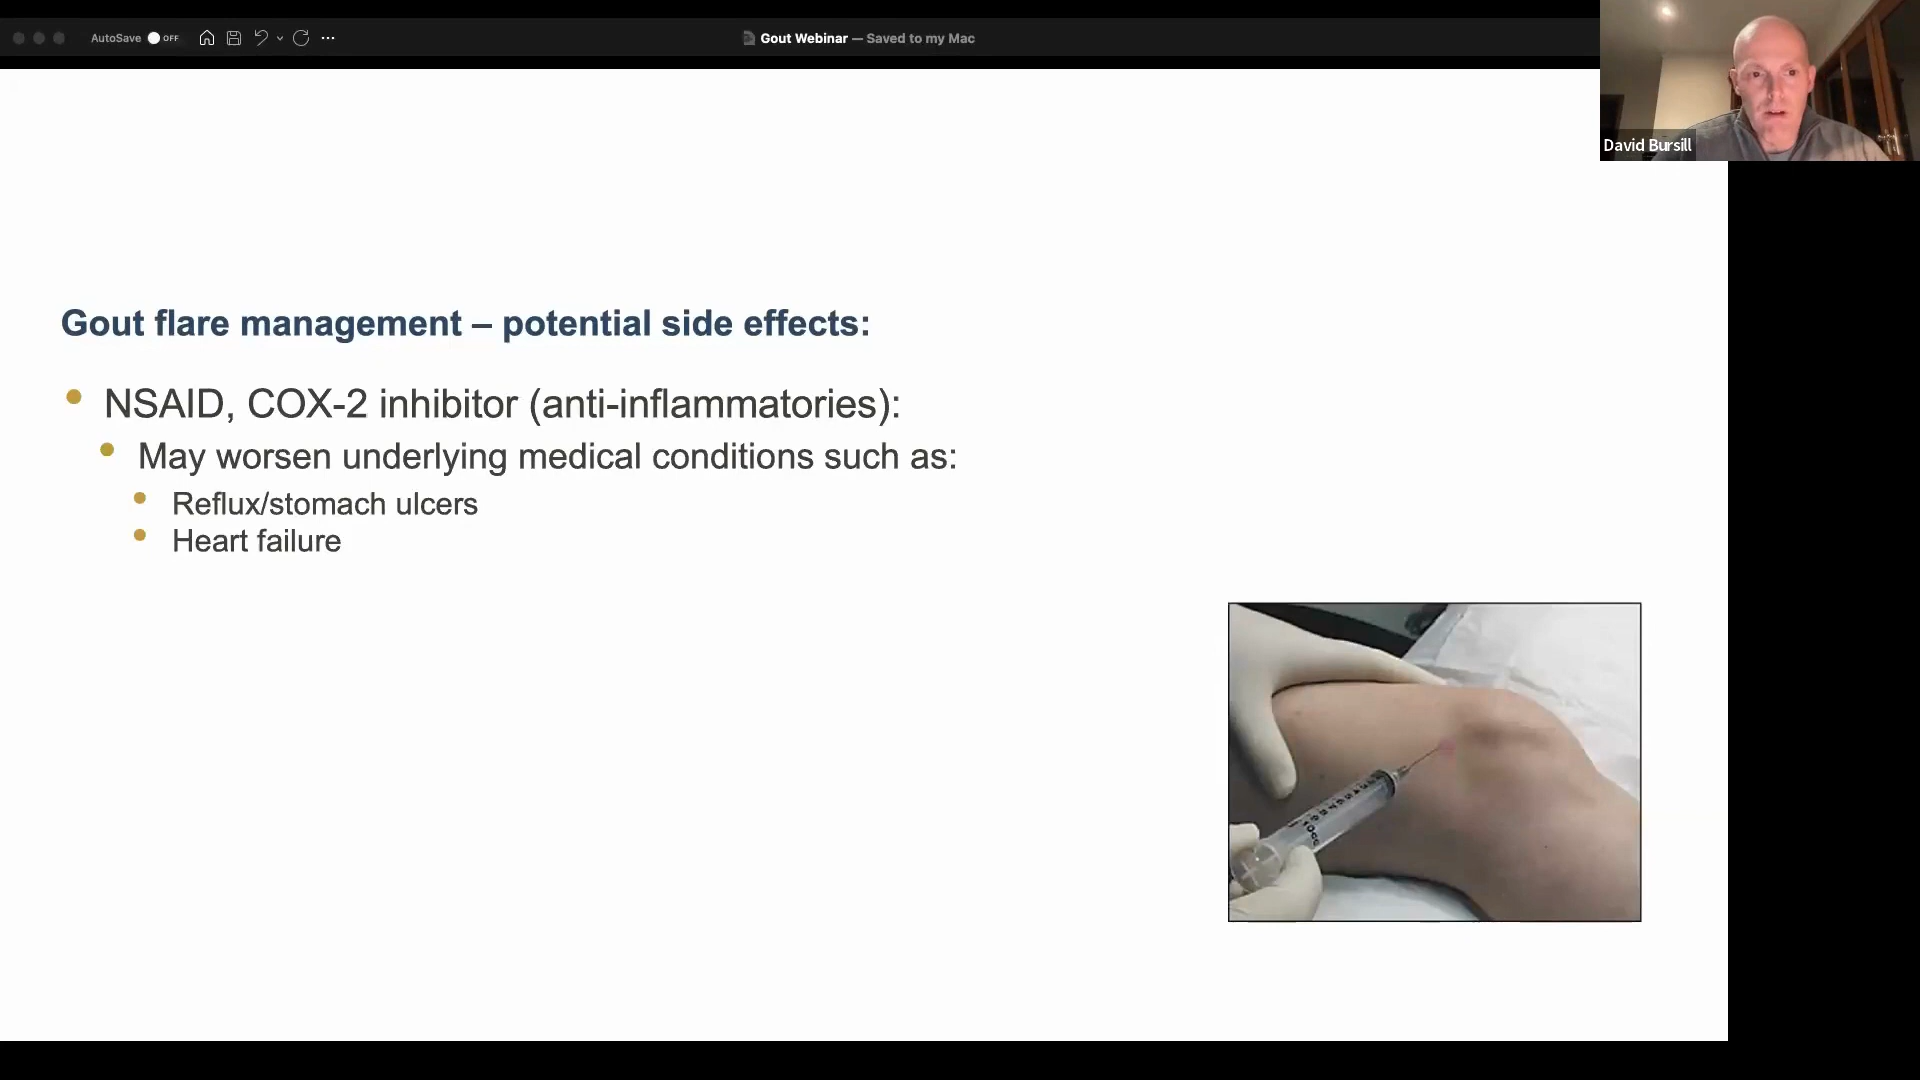 AutoSave OFF
Gout Webinar — Saved to my Mac
David Bursill
Gout flare management – potential side effects:
NSAID, COX-2 inhibitor (anti-inflammatories):
May worsen underlying medical conditions such as:
Reflux/stomach ulcers
Heart failure